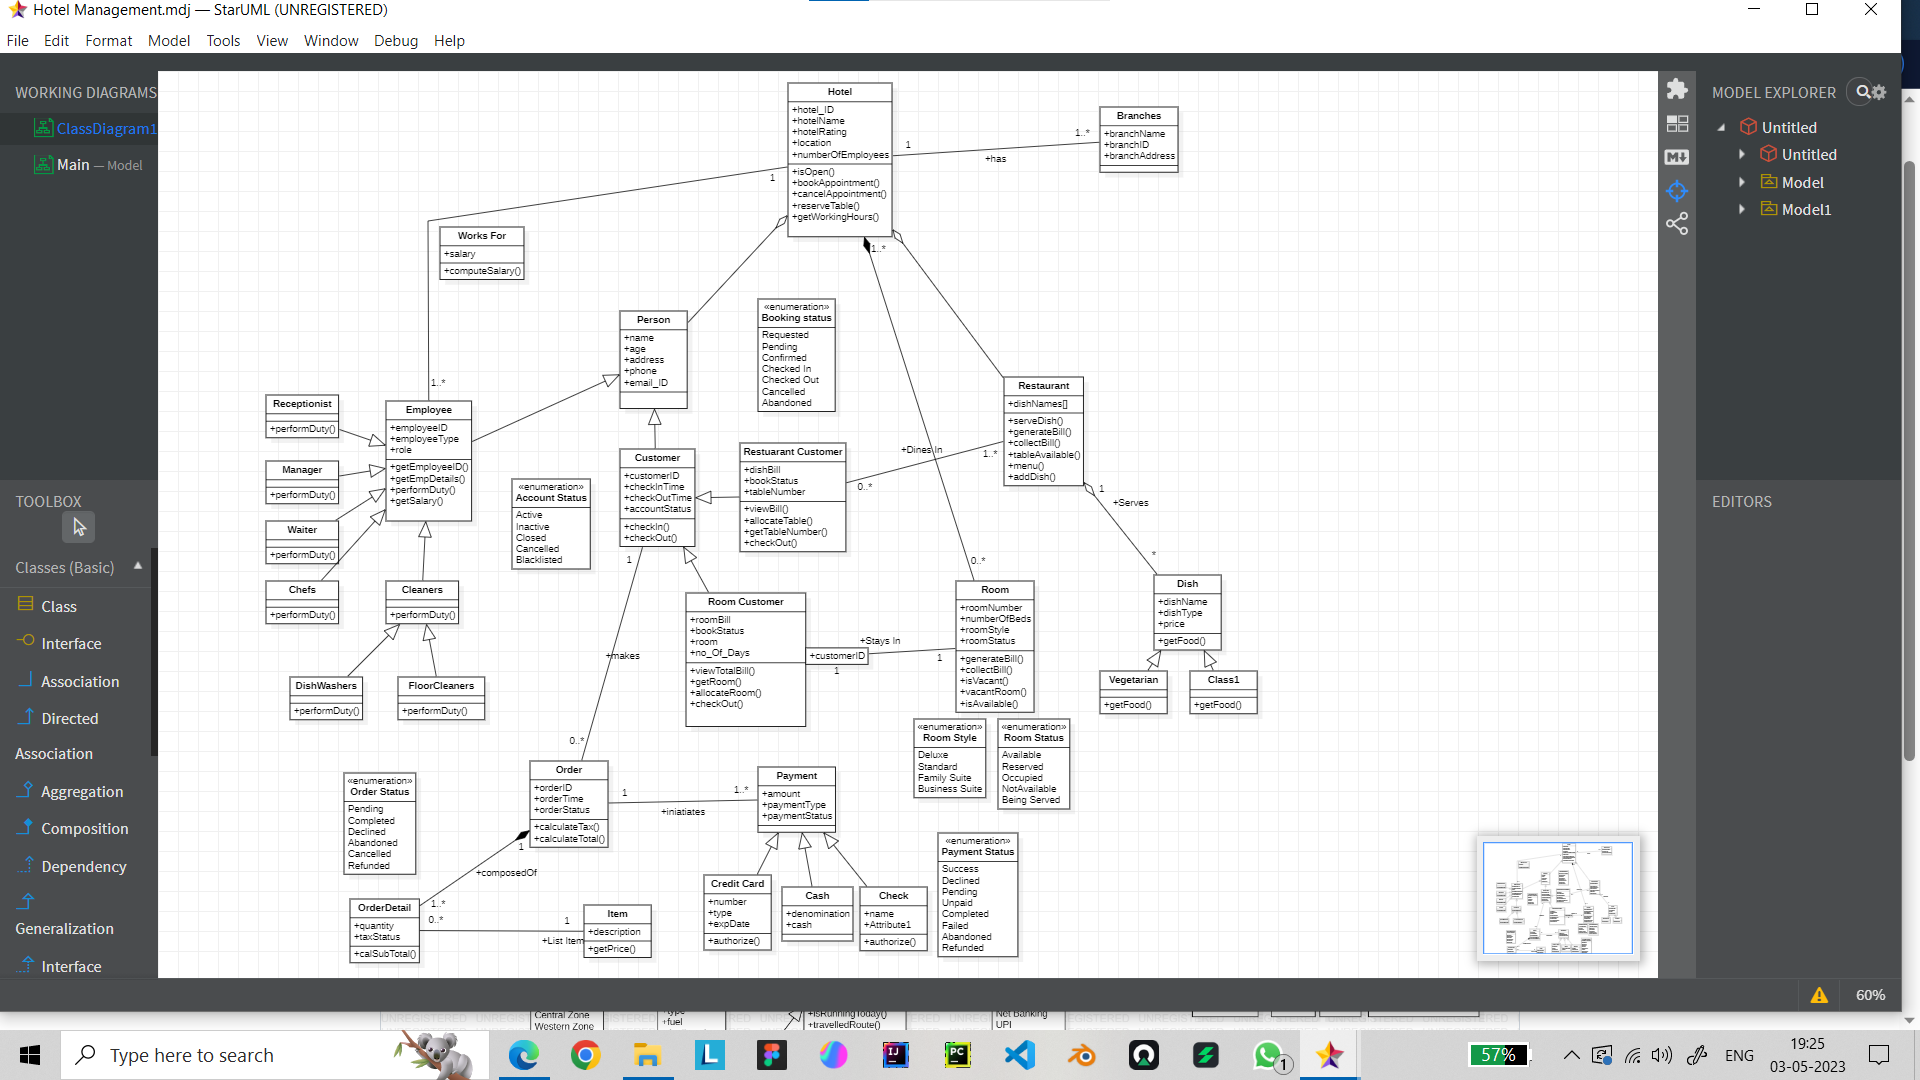 Hotel Management.mdj — StarUML (UNREGISTERED)
File Edit Format Model Tools View Window Debug Help
WORKING DIAGRAMS
ClassDiagram1
Main — Model
TOOLBOX
Classes (Basic)
Class
Interface
Association
Directed
Association
Aggregation
Composition
Dependency
Generalization
Interface
Hotel
+hotel_ID
+hotelName
+hotelRating
+location
+numberOfEmployees
+isOpen()
+bookAppointment()
+cancelAppointment()
+reserveTable()
+getWorkingHours()
1
+has
1..*
Branches
+branchName
+branchID
+branchAddress
1
1..*
Works For
+salary
+computeSalary()
1..*
Person
+name
+age
+address
+phone
+email_ID
«enumeration»
Booking status
Requested
Pending
Confirmed
Checked In
Checked Out
Cancelled
Abandoned
Restaurant
+dishNames[]
+serveDish()
+generateBill()
+collectBill()
+tableAvailable()
+menu()
+addDish()
Receptionist
+performDuty()
Manager
+performDuty()
Waiter
+performDuty()
Chefs
+performDuty()
Employee
+employeeID
+employeeType
+role
+getEmployeeID()
+getEmpDetails()
+performDuty()
+getSalary()
Cleaners
+performDuty()
DishWashers
+performDuty()
FloorCleaners
+performDuty()
«enumeration»
Account Status
Active
Inactive
Closed
Cancelled
Blacklisted
Customer
+customerID
+checkInTime
+checkOutTime
+accountStatus
+checkIn()
+checkOut()
Restuarant Customer
+dishBill
+bookStatus
+tableNumber
+viewBill()
+allocateTable()
+getTableNumber()
+checkOut()
+Dines In
1..*
0..*
1
+Serves
*
0..*
1
+makes
0..*
Room Customer
+roomBill
+bookStatus
+room
+no_Of_Days
+viewTotalBill()
+getRoom()
+allocateRoom()
+checkOut()
+customerID
1
+Stays In
1
Room
+roomNumber
+numberOfBeds
+roomStyle
+roomStatus
+generateBill()
+collectBill()
+isVacant()
+vacantRoom()
+isAvailable()
Dish
+dishName
+dishType
+price
+getFood()
Vegetarian
+getFood()
Class1
+getFood()
«enumeration»
Room Style
Deluxe
Standard
Family Suite
Business Suite
«enumeration»
Room Status
Available
Reserved
Occupied
NotAvailable
Being Served
«enumeration»
Order Status
Pending
Completed
Declined
Abandoned
Cancelled
Refunded
Order
+orderID
+orderTime
+orderStatus
+calculateTax()
+calculateTotal()
1
+iniatiates
1..*
Payment
+amount
+paymentType
+paymentStatus
1
+composedOf
1..*
OrderDetail
+quantity
+taxStatus
+calSubTotal()
0..*
1
+List Item
Item
+description
+getPrice()
Credit Card
+number
+type
+expDate
+authorize()
Cash
+denomination
+cash
Check
+name
+Attribute1
+authorize()
«enumeration»
Payment Status
Success
Declined
Pending
Unpaid
Completed
Failed
Abandoned
Refunded
MODEL EXPLORER
Untitled
Untitled
Model
Model1
EDITORS
60%
Central Zone
Western Zone
+fuel
+isRunningToday()
+travelledRoute()
Net Banking
UPI
Type here to search
57%
ENG
19:25
03-05-2023
1